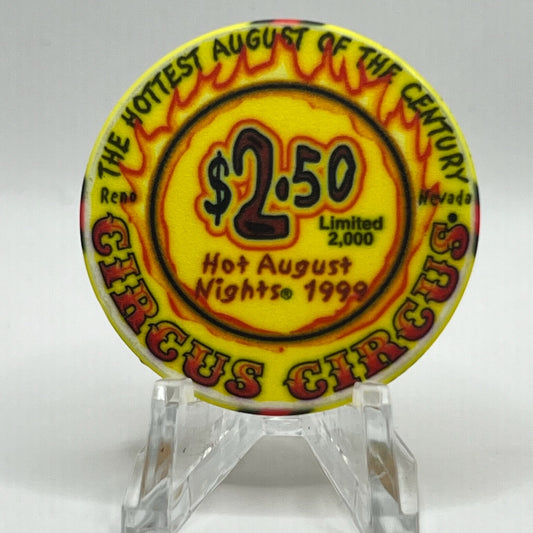 THE HOTTEST AUGUST OF THE CENTURY
Reno
Nevada
$2.50
Limited
2,000
Hot August
Nights® 1999
CIRCUS CIRCUS.